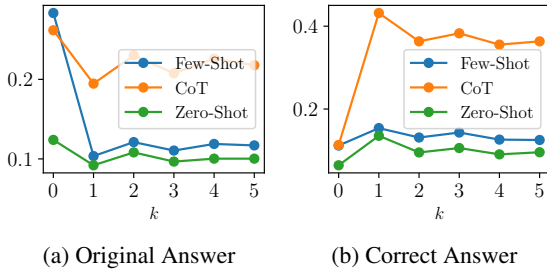 0.2
0.1
Few-Shot
CoT
Zero-Shot
0 1 2 3 4 5
k
(a) Original Answer
0.4
0.2
Few-Shot
CoT
Zero-Shot
0 1 2 3 4 5
k
(b) Correct Answer